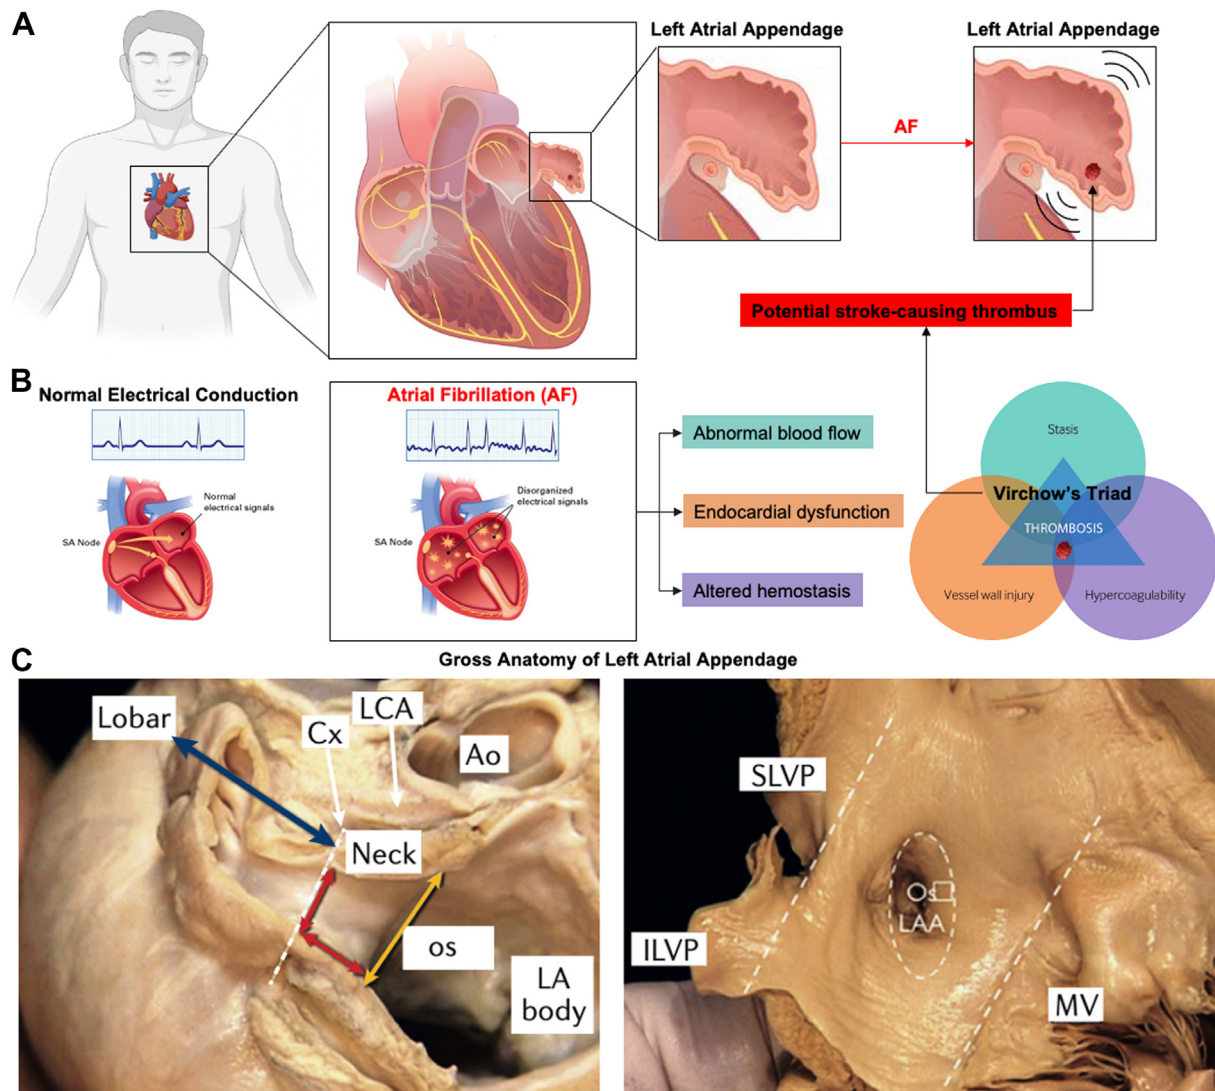 A
Left Atrial Appendage
Left Atrial Appendage
AF
Potential stroke-causing thrombus
B
Normal Electrical Conduction
Normal
electrical signals
SA Node
Atrial Fibrillation (AF)
Disorganized
electrical signals
SA Node
Abnormal blood flow
Endocardial dysfunction
Altered hemostasis
Stasis
Virchow's Triad
THROMBOSIS
Vessel wall injury
Hypercoagulability
C
Gross Anatomy of Left Atrial Appendage
Lobar
Cx
LCA
Ao
Neck
os
LA
body
SLVP
ILVP
Os
LAA
MV